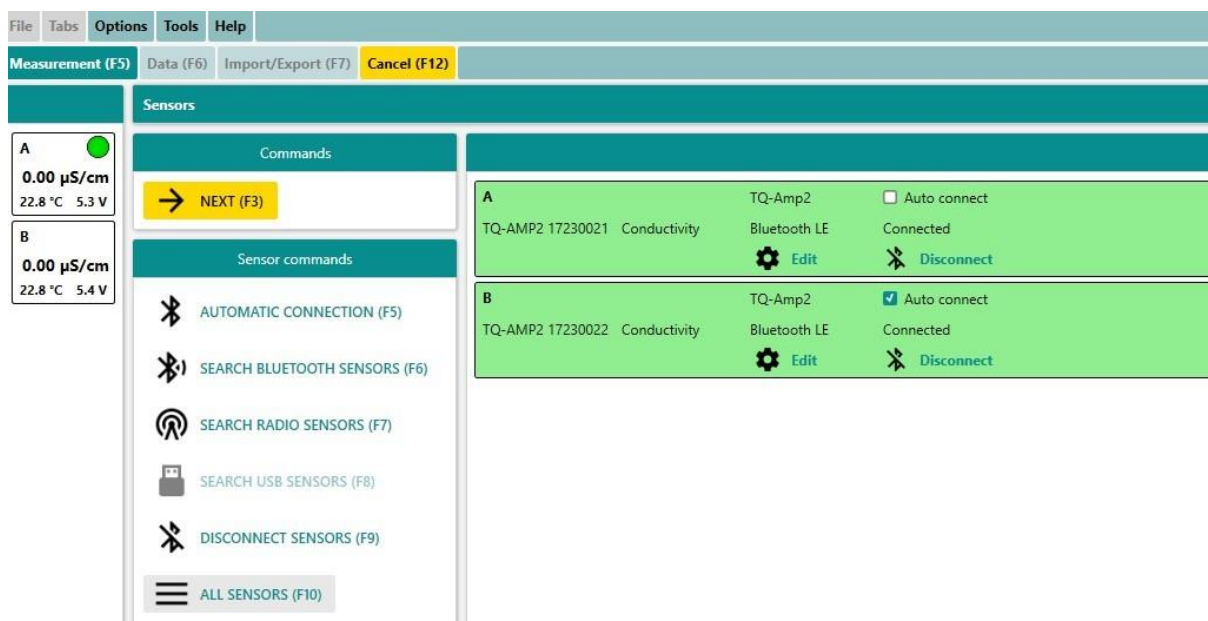 File Tabs Options Tools Help
Measurement (F5) Data (F6) Import/Export (F7) Cancel (F12)
Sensors
A
0.00 µS/cm
22.8 °C 5.3 V
B
0.00 µS/cm
22.8 °C 5.4 V
Commands
NEXT (F3)
Sensor commands
AUTOMATIC CONNECTION (F5)
SEARCH BLUETOOTH SENSORS (F6)
SEARCH RADIO SENSORS (F7)
SEARCH USB SENSORS (F8)
DISCONNECT SENSORS (F9)
ALL SENSORS (F10)
A TQ-Amp2 Auto connect
TQ-AMP2 17230021 Conductivity Bluetooth LE Connected
Edit Disconnect
B TQ-Amp2 Auto connect
TQ-AMP2 17230022 Conductivity Bluetooth LE Connected
Edit Disconnect